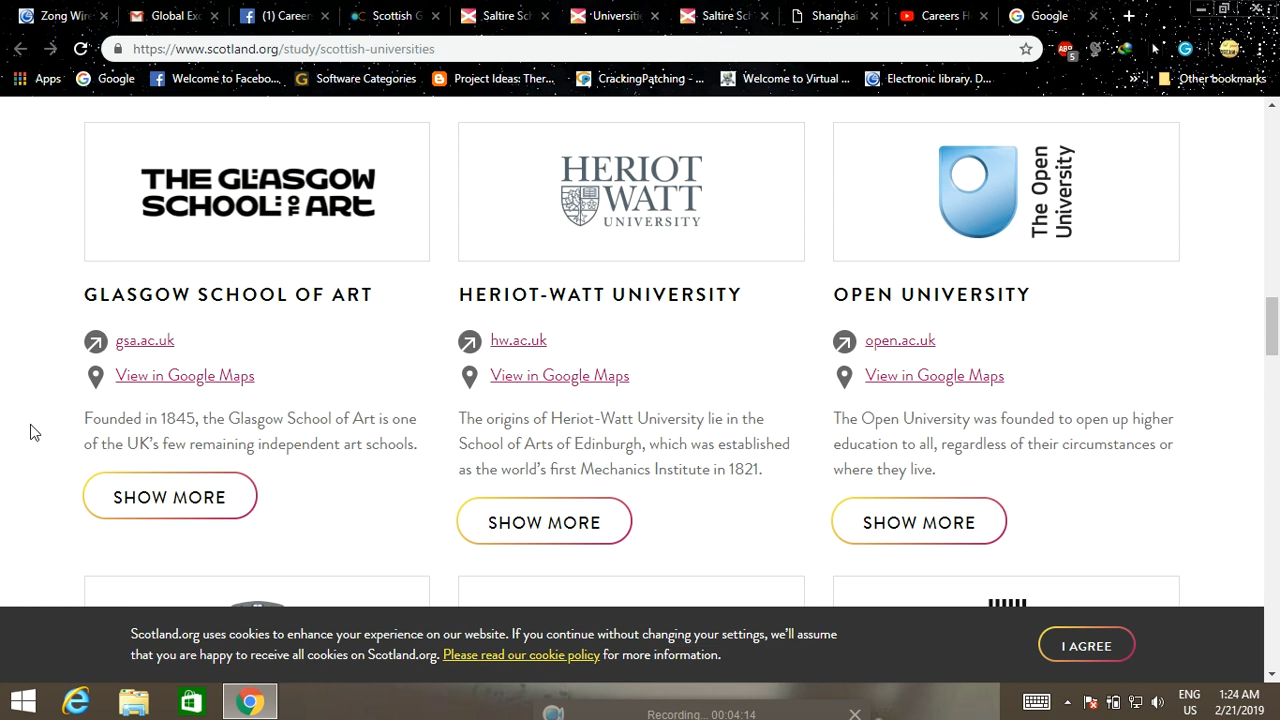 Zong Wire
Global Exc
(1) Career
Scottish G
Saltire Sc
Universiti
Saltire Sc
Shanghai
Careers H
Google
https://www.scotland.org/study/scottish-universities
ABP
5
Apps
Google
Welcome to Facebo...
Software Categories
Project Ideas: Ther...
CrackingPatching - ...
Welcome to Virtual ...
Electronic library. D...
»
Other bookmarks
THE GLASGOW
SCHOOL OF ART
HERIOT
WATT
UNIVERSITY
The Open
University
GLASGOW SCHOOL OF ART
gsa.ac.uk
View in Google Maps
Founded in 1845, the Glasgow School of Art is one
of the UK's few remaining independent art schools.
SHOW MORE
HERIOT-WATT UNIVERSITY
hw.ac.uk
View in Google Maps
The origins of Heriot-Watt University lie in the
School of Arts of Edinburgh, which was established
as the world's first Mechanics Institute in 1821.
SHOW MORE
OPEN UNIVERSITY
open.ac.uk
View in Google Maps
The Open University was founded to open up higher
education to all, regardless of their circumstances or
where they live.
SHOW MORE
Scotland.org uses cookies to enhance your experience on our website. If you continue without changing your settings, we'll assume
that you are happy to receive all cookies on Scotland.org. Please read our cookie policy for more information.
I AGREE
Recording... 00:04:14
ENG
US
1:24 AM
2/21/2019